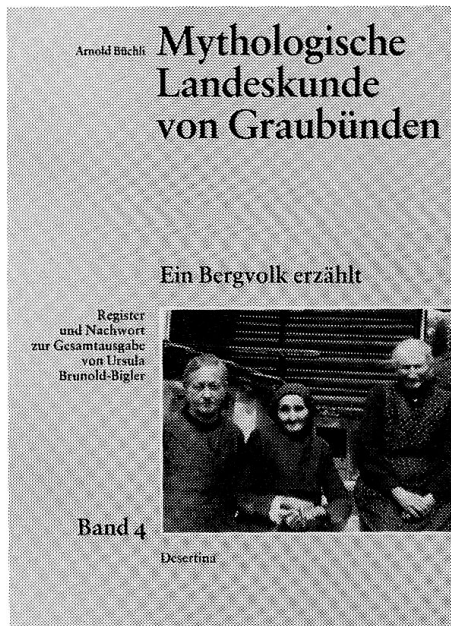 Arnold Büchli
Mythologische
Landeskunde
von Graubünden
Ein Bergvolk erzählt
Register
und Nachwort
zur Gesamtausgabe
von Ursula
Brunold-Bigler
Band 4
Desertina